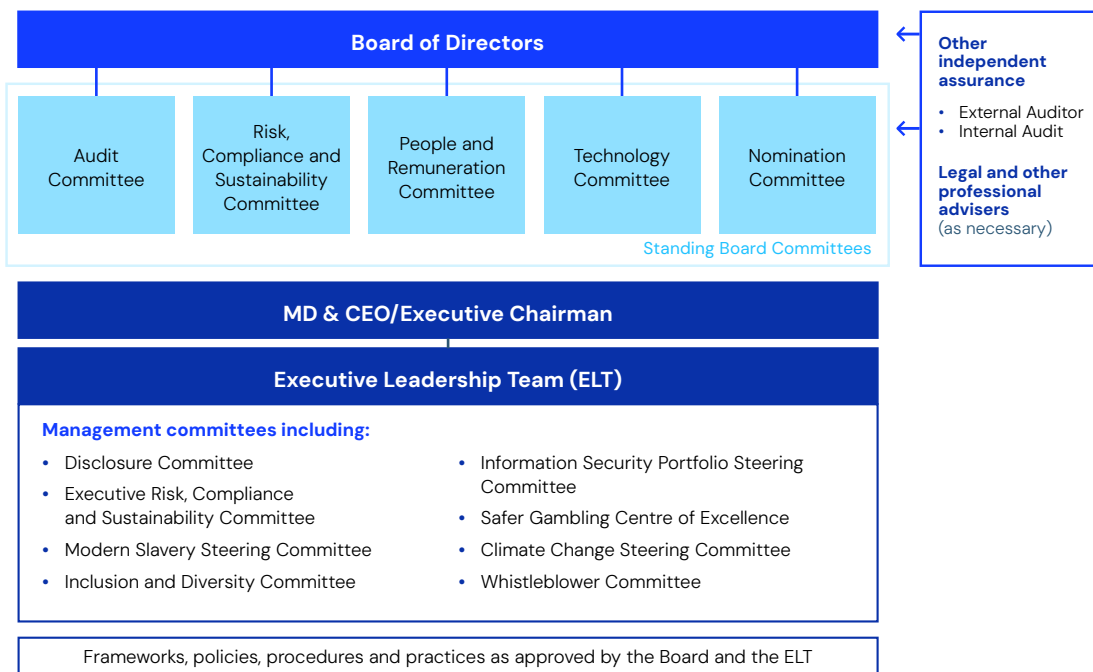 Board of Directors
Audit
Committee
Risk,
Compliance and
Sustainability
Committee
People and
Remuneration
Committee
Technology
Committee
Nomination
Committee
Standing Board Committees
Other
independent
assurance
• External Auditor
• Internal Audit
Legal and other
professional
advisers
(as necessary)
MD & CEO/Executive Chairman
Executive Leadership Team (ELT)
Management committees including:
• Disclosure Committee
• Executive Risk, Compliance
and Sustainability Committee
• Modern Slavery Steering Committee
• Inclusion and Diversity Committee
• Information Security Portfolio Steering
Committee
• Safer Gambling Centre of Excellence
• Climate Change Steering Committee
• Whistleblower Committee
Frameworks, policies, procedures and practices as approved by the Board and the ELT